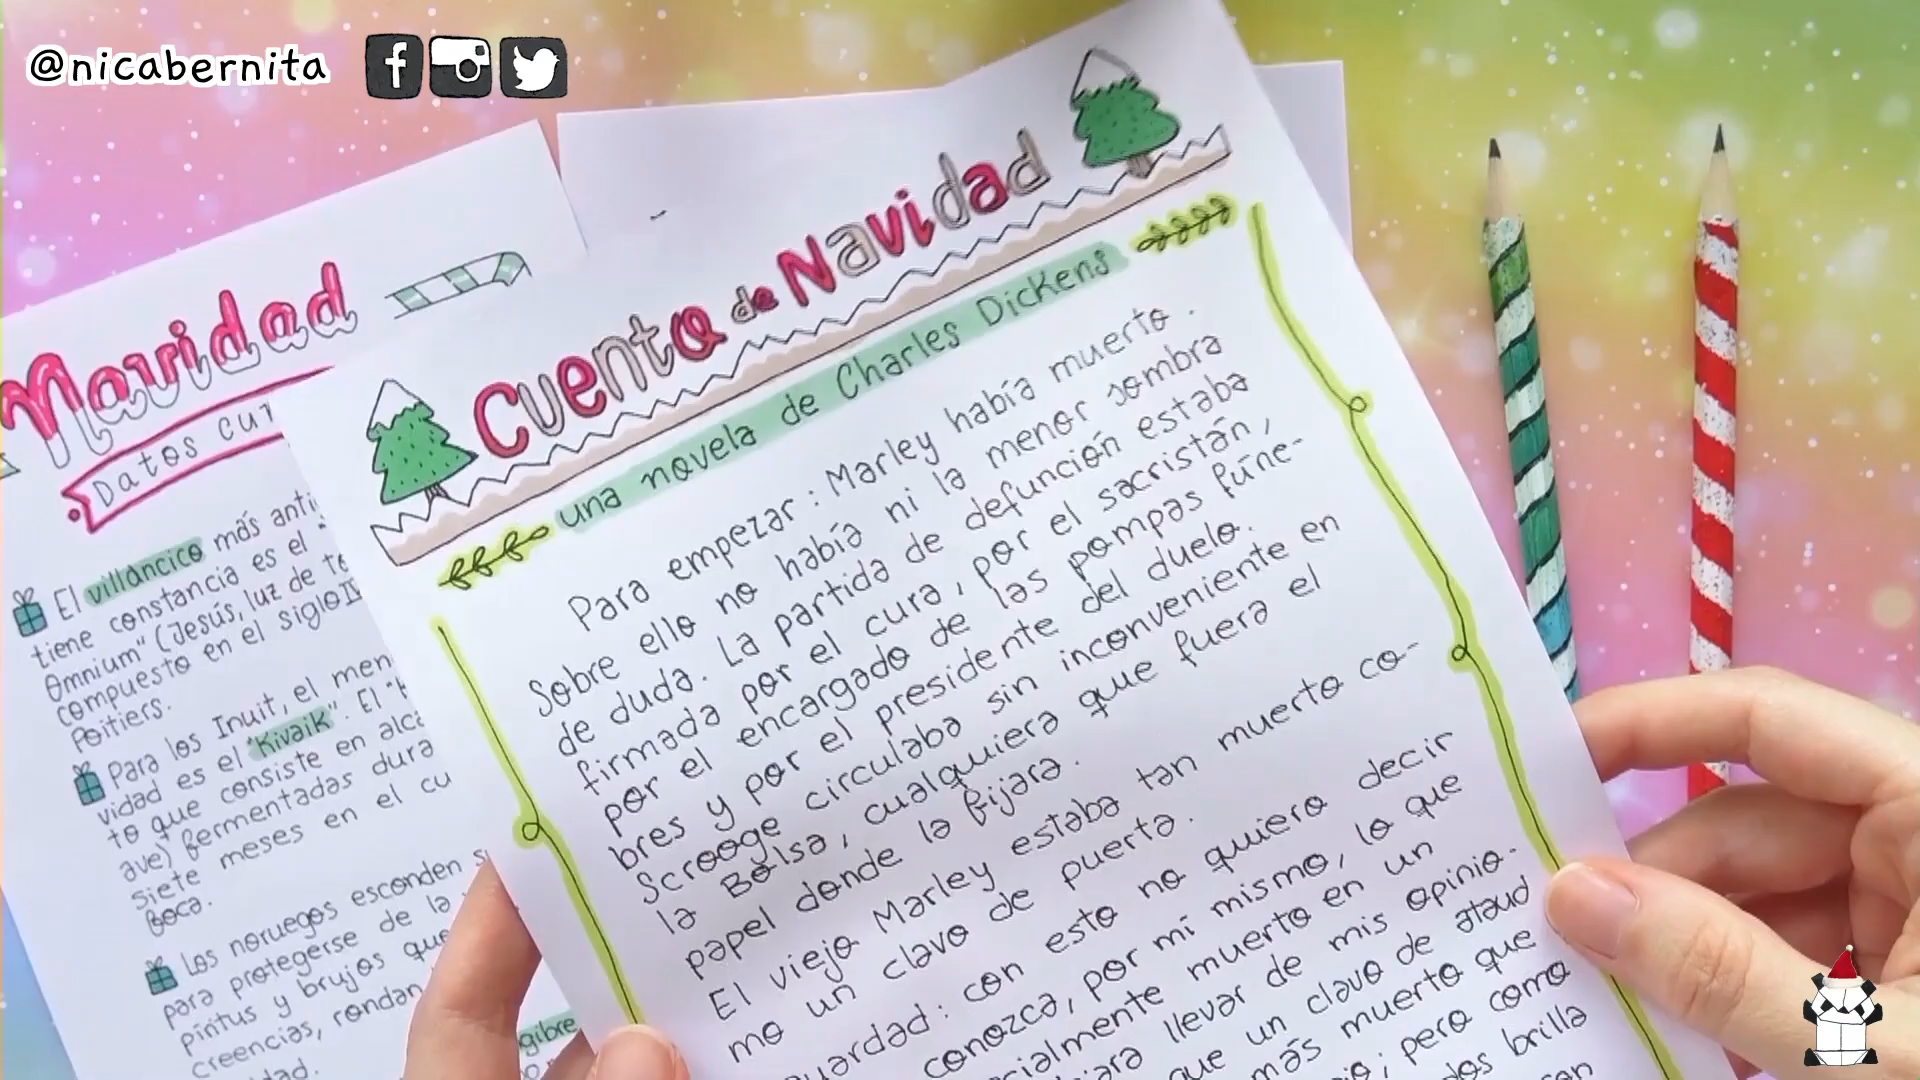 @nicabernita
Navidad
Datos
El villancico más
tiene constancia es el
Omnium" (Jesús, luz de
compuesto en el siglo IV
Poitiers.
Para los Inuit, el
vidad es el "Kivaik". El
to que consiste en
ave) fermentadas
siete meses en el
boca.
Los noruegos esconden
para protegerse de la
píritus y brujos que
creencias, rondan
Cuento de Navidad
una novela de Charles Dickens
Para empezar: Marley había muerto.
Sobre ello no había ni la menor sombra
de duda. La partida de defunción estaba
firmada por el cura, por el sacristán,
por el encargado de las pompas fúne-
bres y por el presidente del duelo.
Scrooge circulaba sin inconveniente en
la Bolsa, cualquiera que fuera el
papel donde la fijara.
El viejo Marley estaba tan muerto co-
mo un clavo de puerta.
: con esto no quiero decir
conozca, por mí mismo, lo que
muerto en un
llevar de mis opinio-
que un clavo de ataud
más muerto que
; pero como
brilla